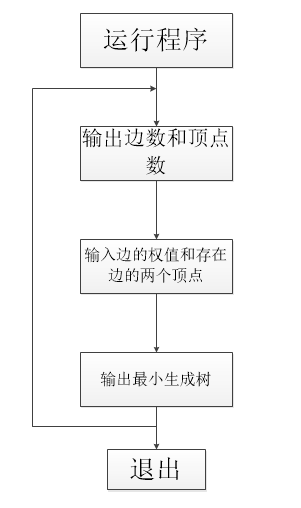 运行程序
输出边数和顶点
数
输入边的权值和存在
边的两个顶点
输出最小生成树
退出